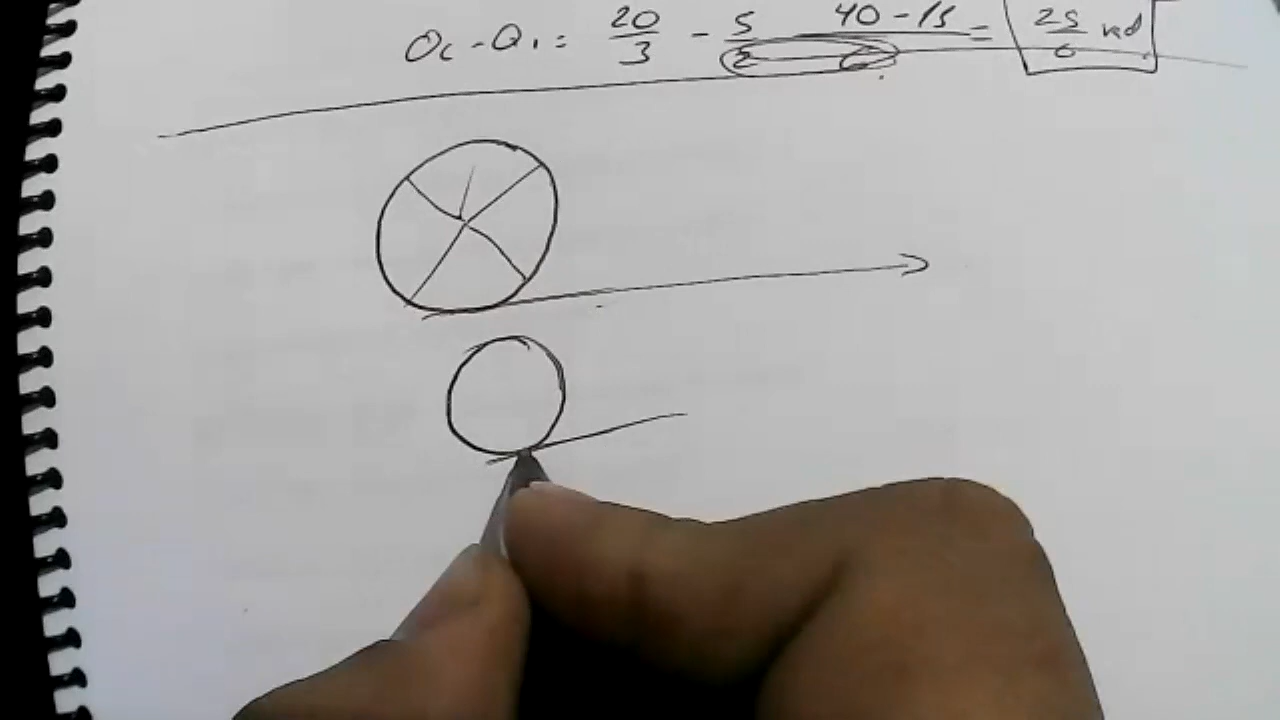 θc - θ1 = 20/3 - 5/2 = 40-15/6 = 25/6 rad